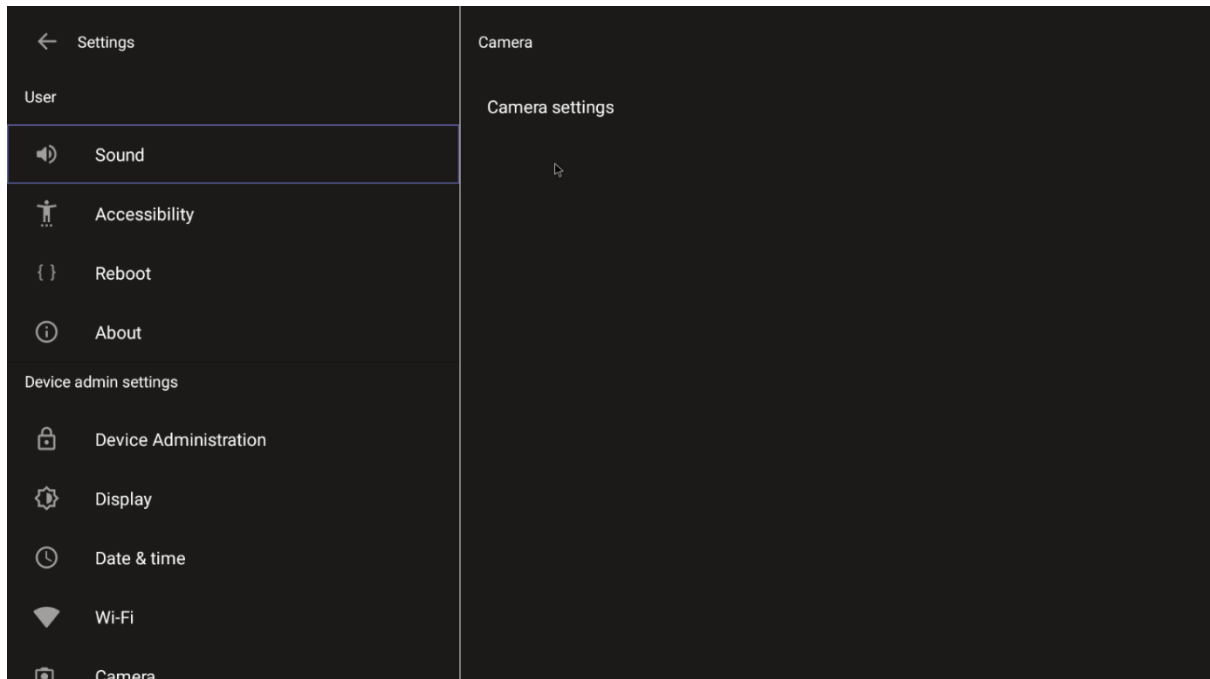 Settings
User
Sound
Accessibility
{ } Reboot
About
Device admin settings
Device Administration
Display
Date & time
Wi-Fi
Camera
Camera
Camera settings